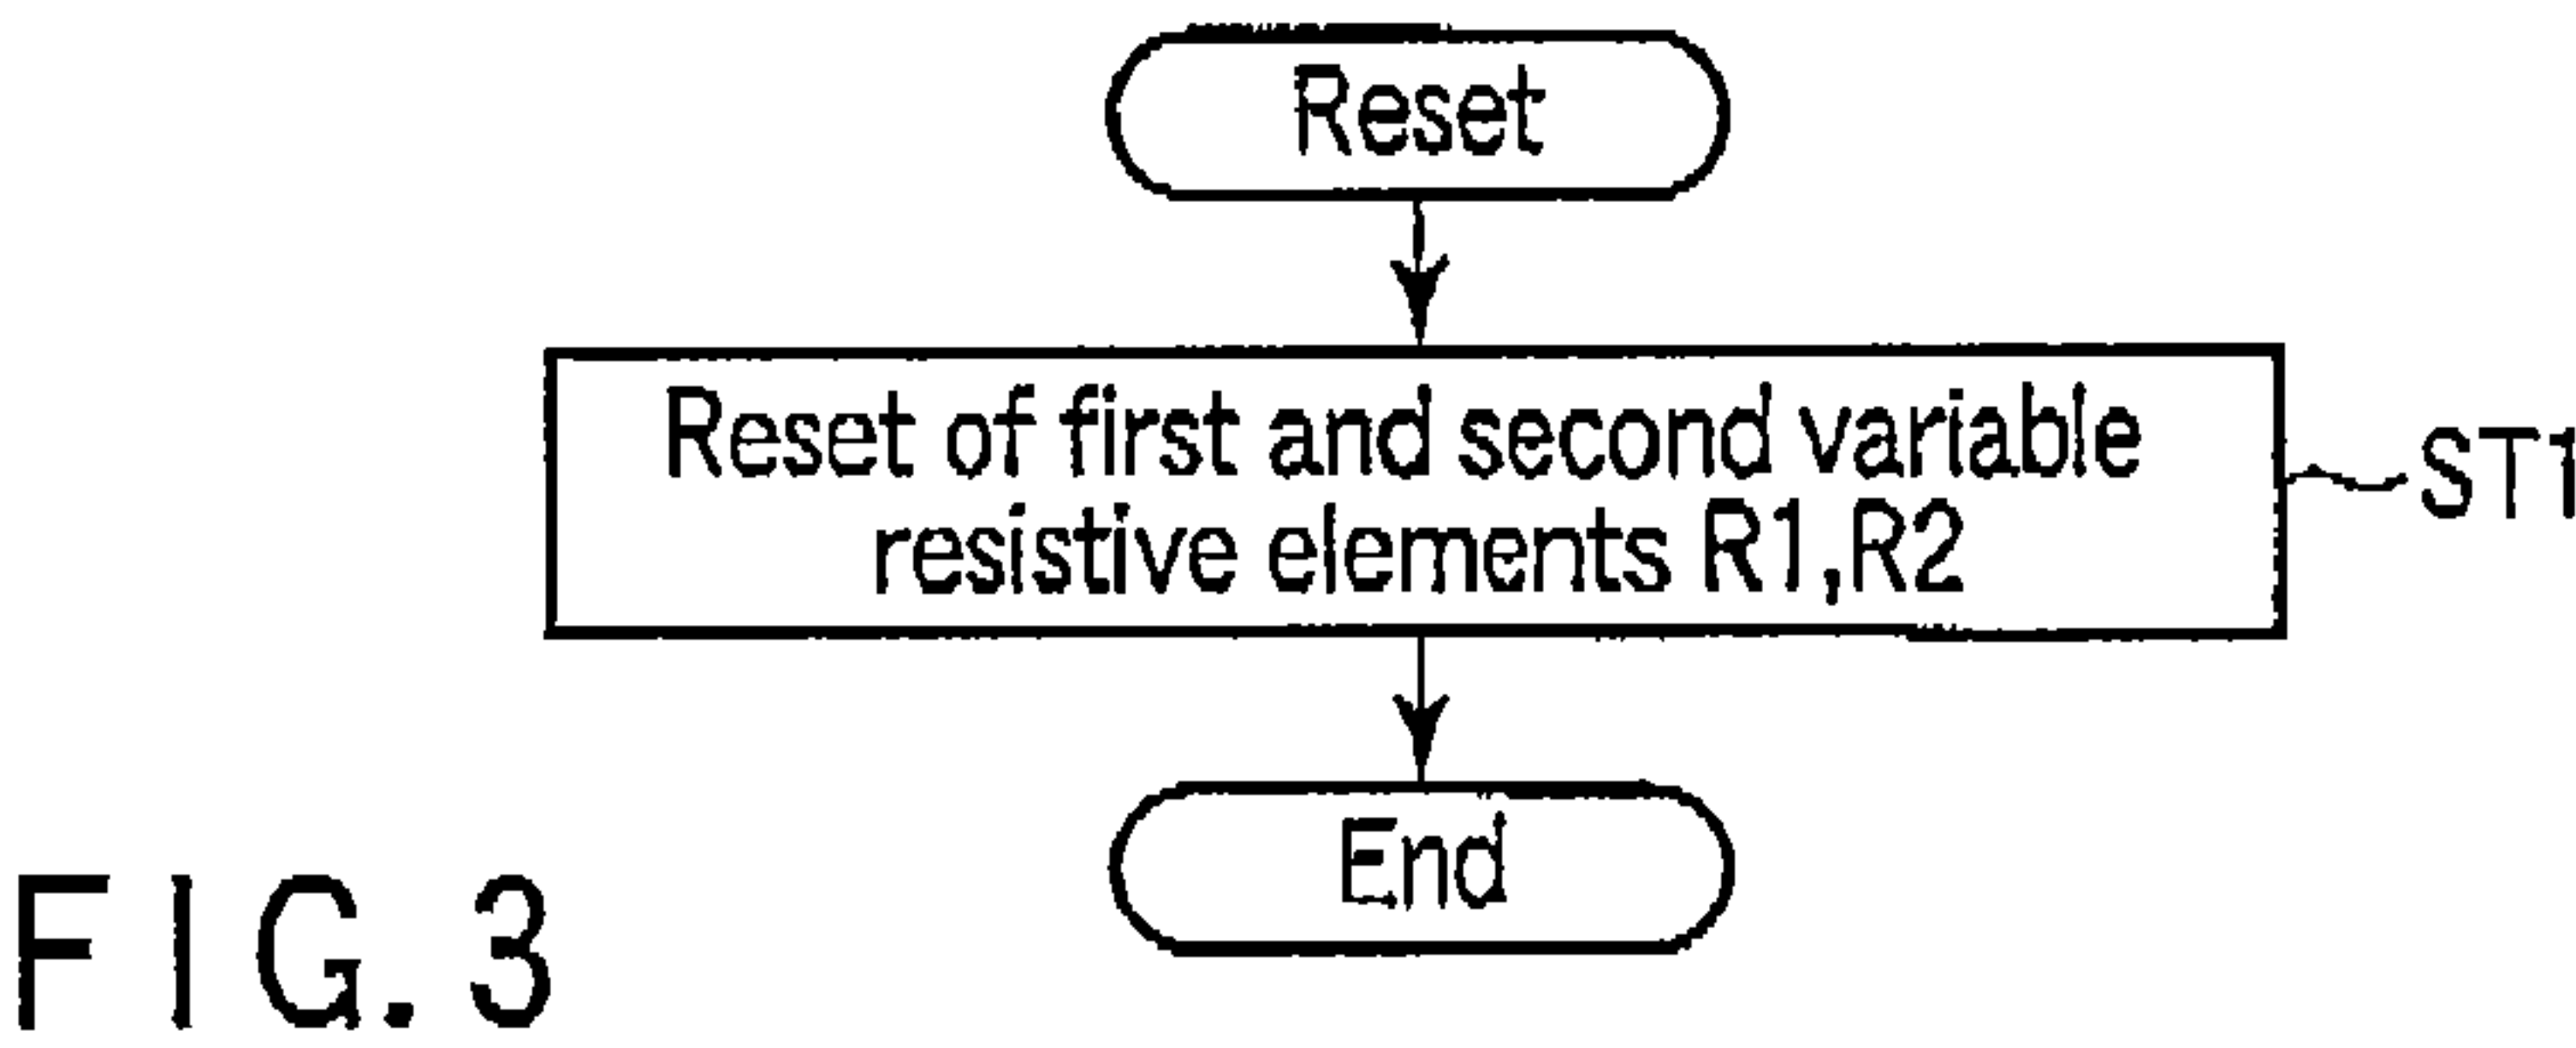 Reset
Reset of first and second variable
resistive elements R1,R2
ST1
End
FIG.3